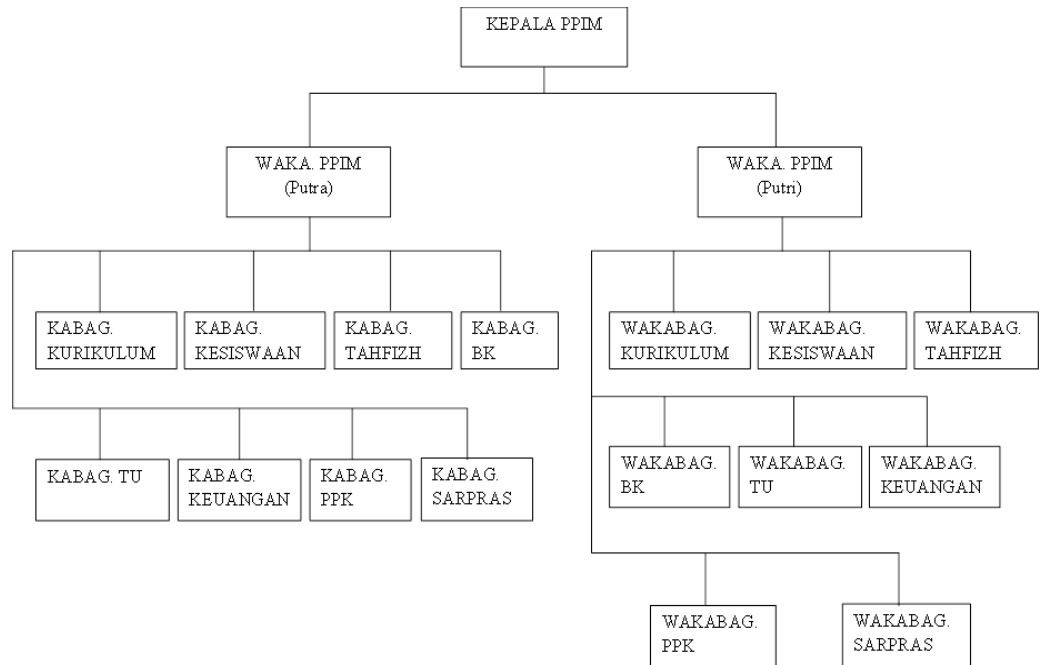 KEPALA PPIM
WAKA. PPIM
(Putra)
WAKA. PPIM
(Putri)
KABAG.
KURIKULUM
KABAG.
KESISWAAN
KABAG.
TAHFIZH
KABAG.
BK
WAKABAG.
KURIKULUM
WAKABAG.
KESISWAAN
WAKABAG.
TAHFIZH
KABAG. TU
KABAG.
KEUANGAN
KABAG.
PPK
KABAG.
SARPRAS
WAKABAG.
BK
WAKABAG.
TU
WAKABAG.
KEUANGAN
WAKABAG.
PPK
WAKABAG.
SARPRAS